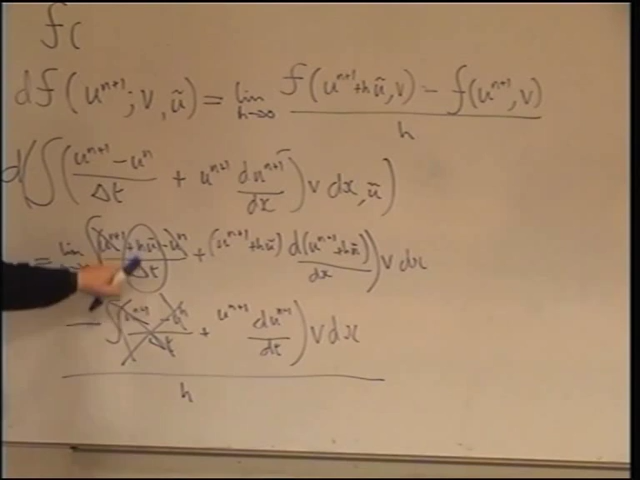 f(
df(u^{n+1}; v, ũ) = lim_{h→∞} (f(u^{n+1}+hũ, v) − f(u^{n+1}, v)) / h
d(∫((u^{n+1} − u^n)/Δt + u^{n+1} du^{n+1}/dx) v dx, ũ)
= lim (∫(u^{n+1} + hũ − u^n)/Δt + (u^{n+1} + hũ) d(u^{n+1} + hũ)/dx) v dx
− ∫((u^{n+1} − u^n)/Δt + u^{n+1} du^{n+1}/dt) v dx
h